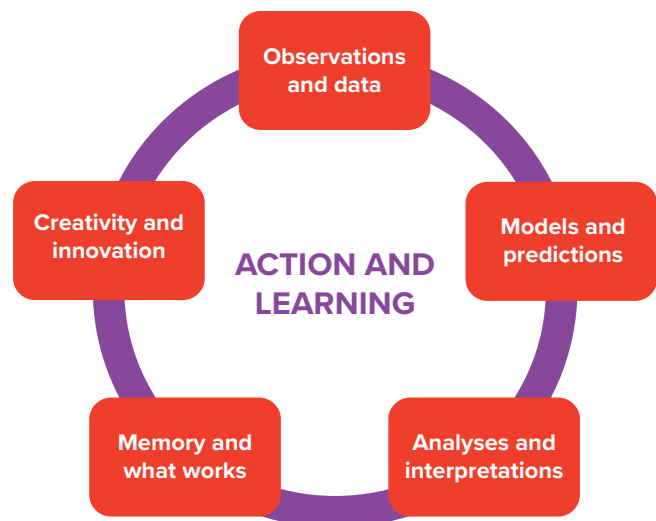 Observations
and data
Models and
predictions
Analyses and
interpretations
Memory and
what works
Creativity and
innovation
ACTION AND
LEARNING